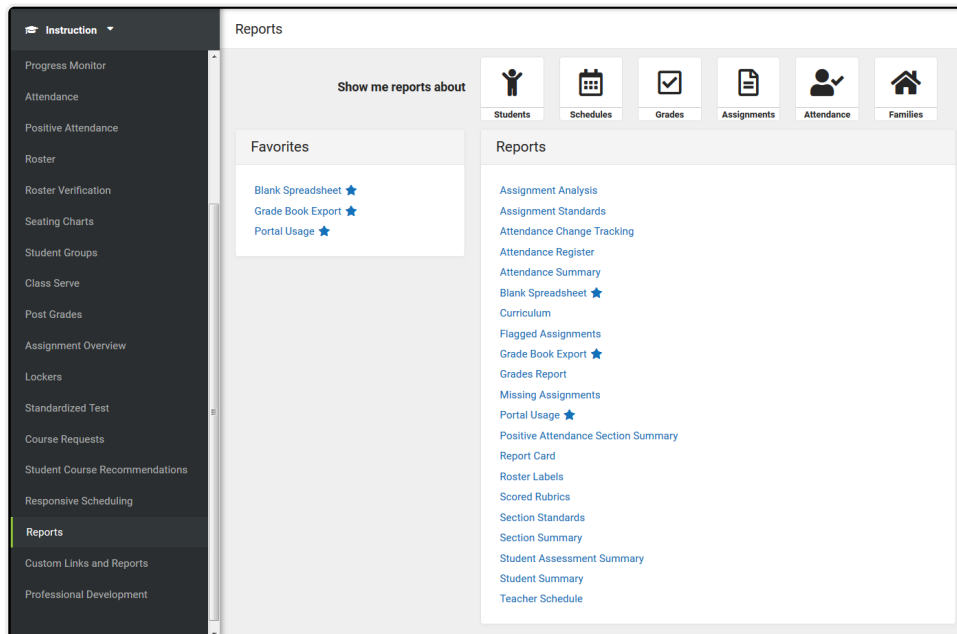 Instruction
Progress Monitor
Attendance
Positive Attendance
Roster
Roster Verification
Seating Charts
Student Groups
Class Serve
Post Grades
Assignment Overview
Lockers
Standardized Test
Course Requests
Student Course Recommendations
Responsive Scheduling
Reports
Custom Links and Reports
Professional Development
Reports
Show me reports about
Students
Schedules
Grades
Assignments
Attendance
Families
Favorites
Blank Spreadsheet
Grade Book Export
Portal Usage
Reports
Assignment Analysis
Assignment Standards
Attendance Change Tracking
Attendance Register
Attendance Summary
Blank Spreadsheet
Curriculum
Flagged Assignments
Grade Book Export
Grades Report
Missing Assignments
Portal Usage
Positive Attendance Section Summary
Report Card
Roster Labels
Scored Rubrics
Section Standards
Section Summary
Student Assessment Summary
Student Summary
Teacher Schedule